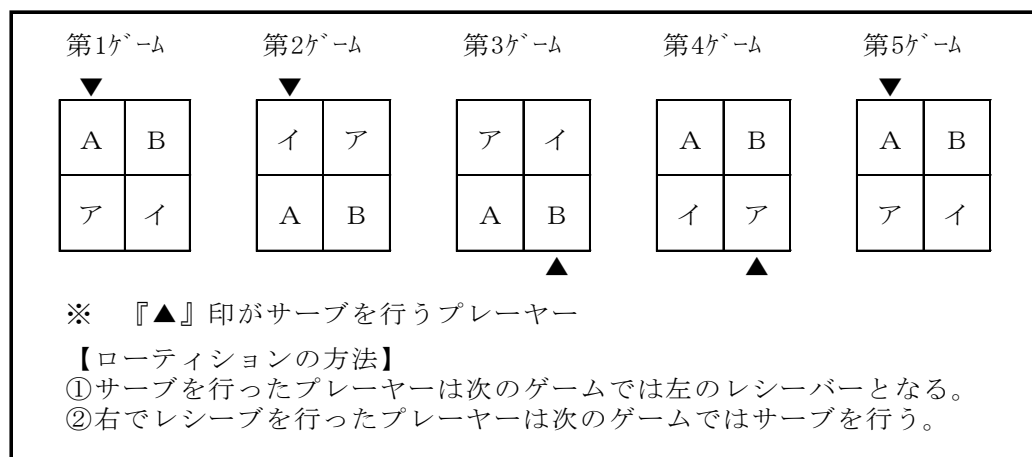 第1ゲーム 第2ゲーム 第3ゲーム 第4ゲーム 第5ゲーム
▼ ▼ ▼
A B イ ア ア イ A B A B
ア イ A B A B イ ア ア イ
▲ ▲
※ 『▲』印がサーブを行うプレーヤー
【ローティションの方法】
①サーブを行ったプレーヤーは次のゲームでは左のレシーバーとなる。
②右でレシーブを行ったプレーヤーは次のゲームではサーブを行う。